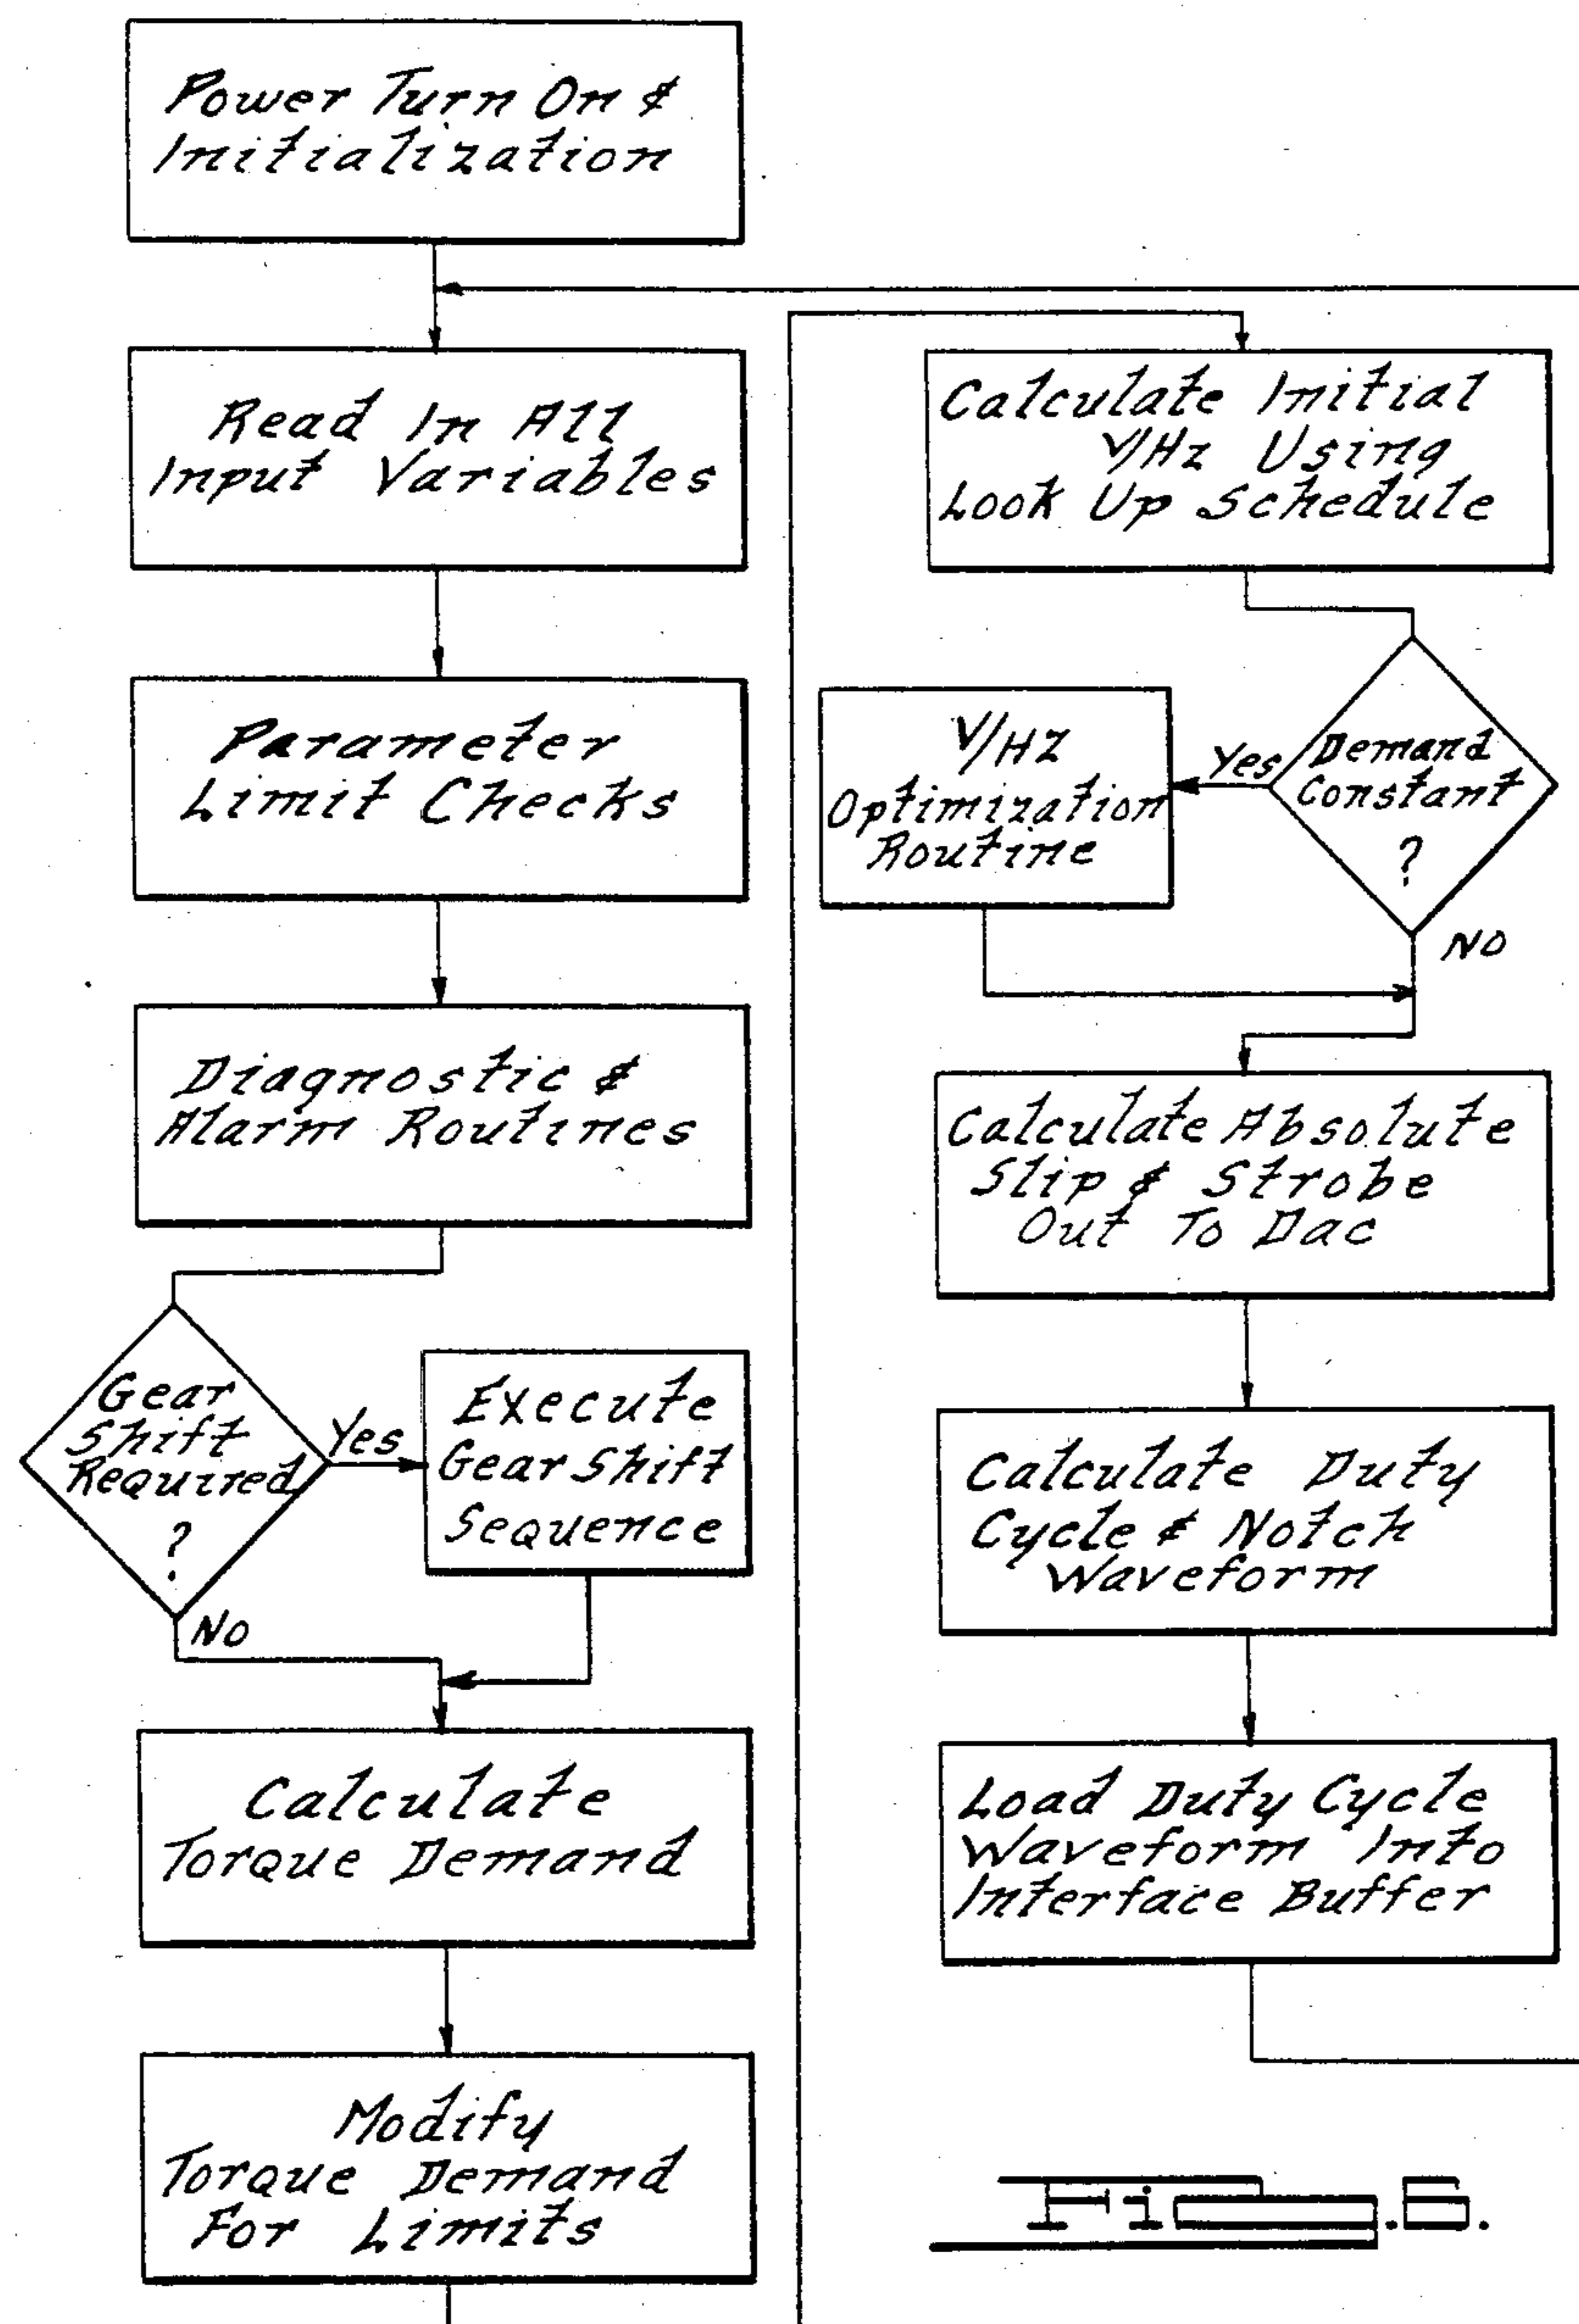 Power Turn On &
Initialization
Read In All
Input Variables
Parameter
Limit Checks
Diagnostic &
Alarm Routines
Gear
Shift
Required
?
Yes
No
Execute
Gear Shift
Sequence
Calculate
Torque Demand
Modify
Torque Demand
For Limits
Calculate Initial
V/Hz Using
Look Up Schedule
Demand
Constant
?
Yes
NO
V/HZ
Optimization
Routine
Calculate Absolute
Slip & Strobe
Out To Dac
Calculate Duty
Cycle & Notch
Waveform
Load Duty Cycle
Waveform Into
Interface Buffer